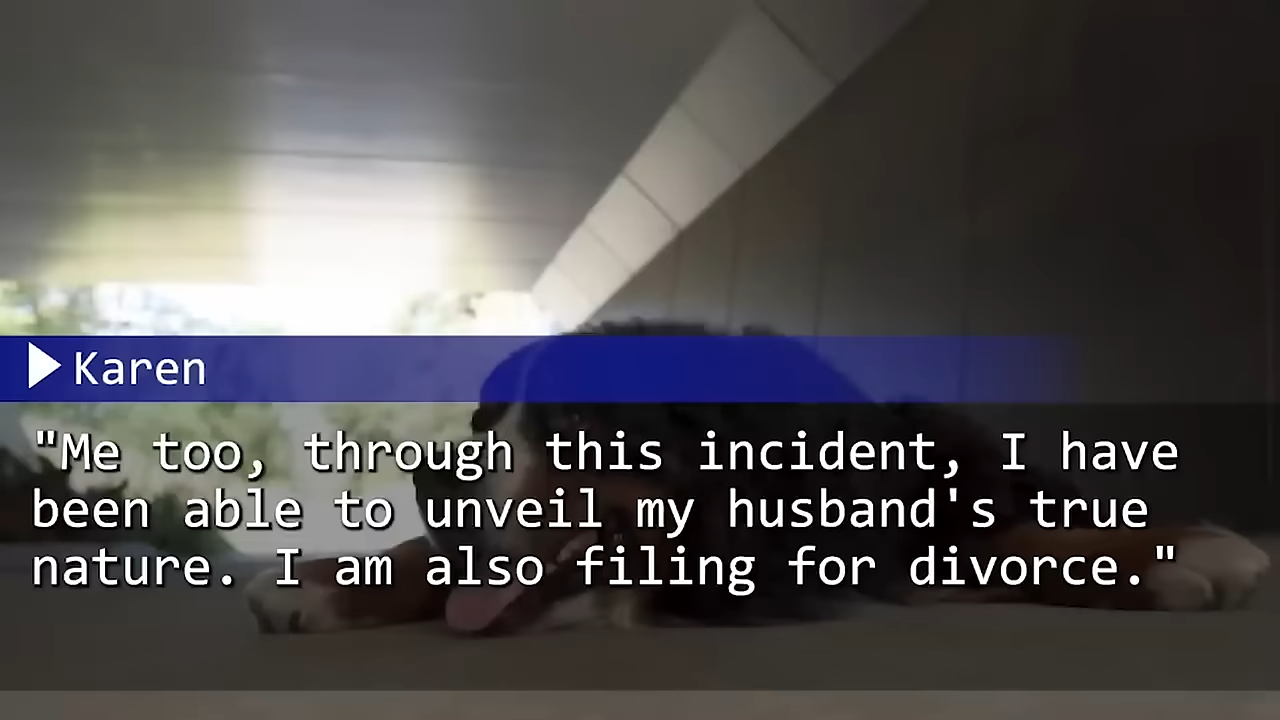 Karen
"Me too, through this incident, I have
been able to unveil my husband's true
nature. I am also filing for divorce."